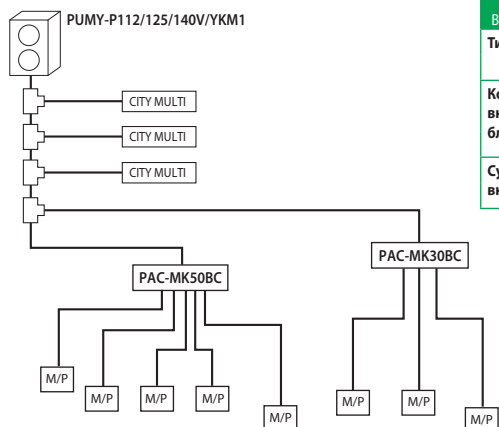 PUMY-P112/125/140V/YKM1
CITY MULTI
CITY MULTI
CITY MULTI
PAC-MK50BC
PAC-MK30BC
M/P
M/P
M/P
M/P
M/P
M/P
M/P
M/P
В
Ти
Ко
вн
бл
Су
вн